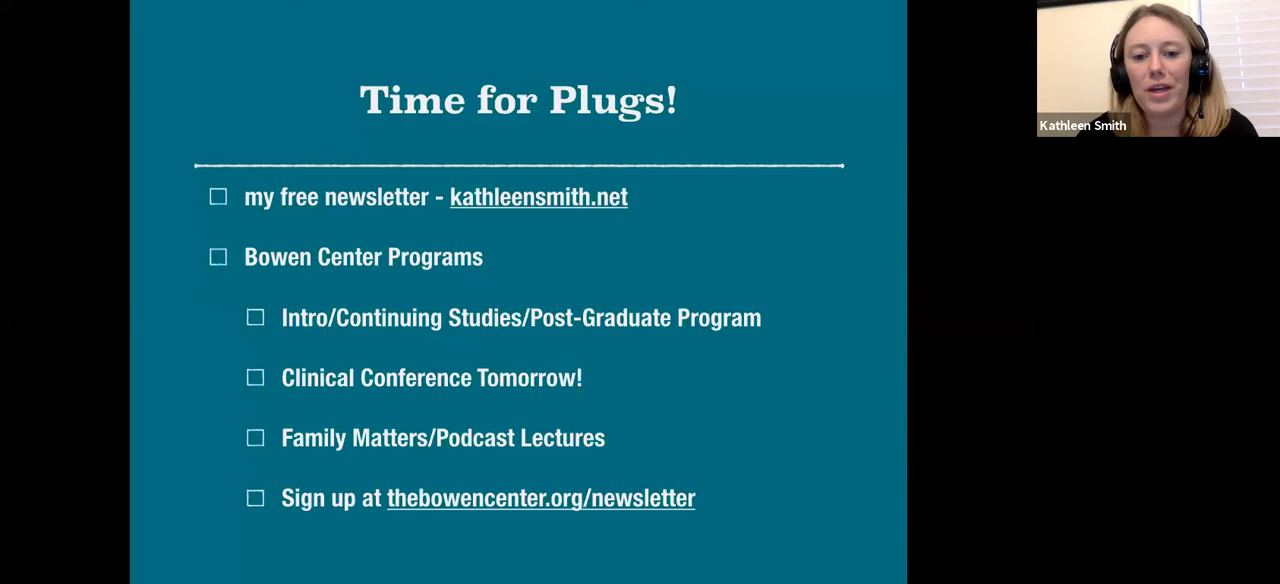 Time for Plugs!
my free newsletter - kathleensmith.net
Bowen Center Programs
Intro/Continuing Studies/Post-Graduate Program
Clinical Conference Tomorrow!
Family Matters/Podcast Lectures
Sign up at thebowencenter.org/newsletter
Kathleen Smith